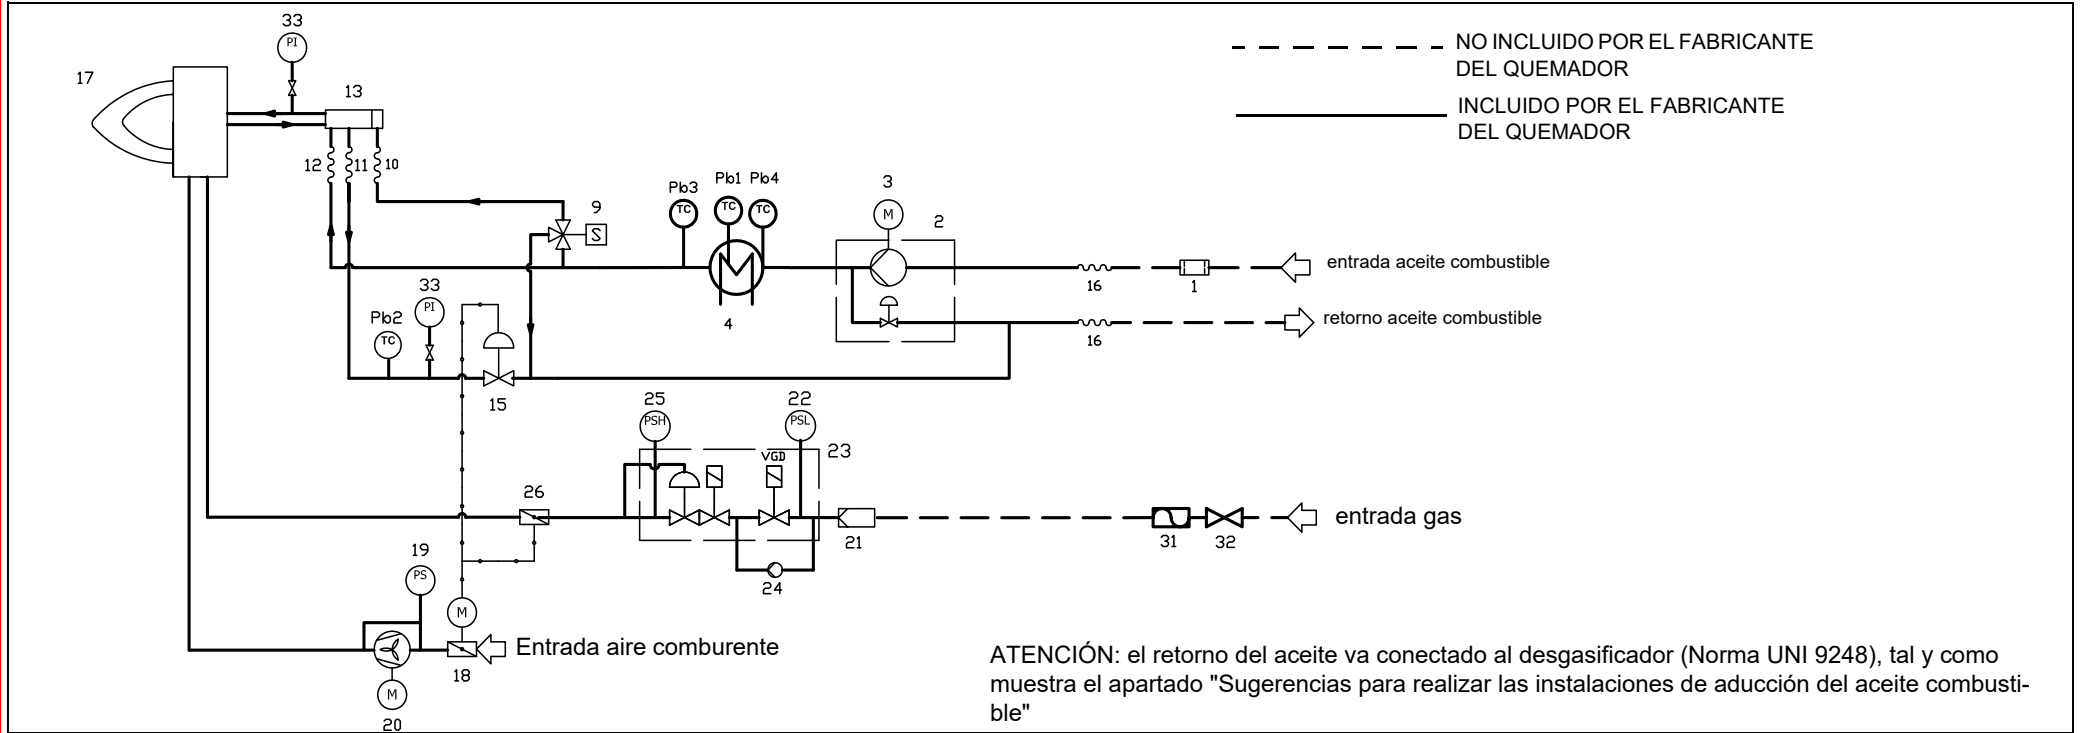 33
PI
17
13
12
11
10
NO INCLUIDO POR EL FABRICANTE
DEL QUEMADOR
INCLUIDO POR EL FABRICANTE
DEL QUEMADOR
Pb3
Pb1
Pb4
TC
TC
TC
3
M
2
9
S
4
16
1
entrada aceite combustible
16
retorno aceite combustible
33
PI
Pb2
TC
15
25
PSH
22
PSL
23
VGD
26
21
24
31
32
entrada gas
19
PS
M
18
Entrada aire comburente
M
20
ATENCIÓN: el retorno del aceite va conectado al desgasificador (Norma UNI 9248), tal y como
muestra el apartado "Sugerencias para realizar las instalaciones de aducción del aceite combusti-
ble"